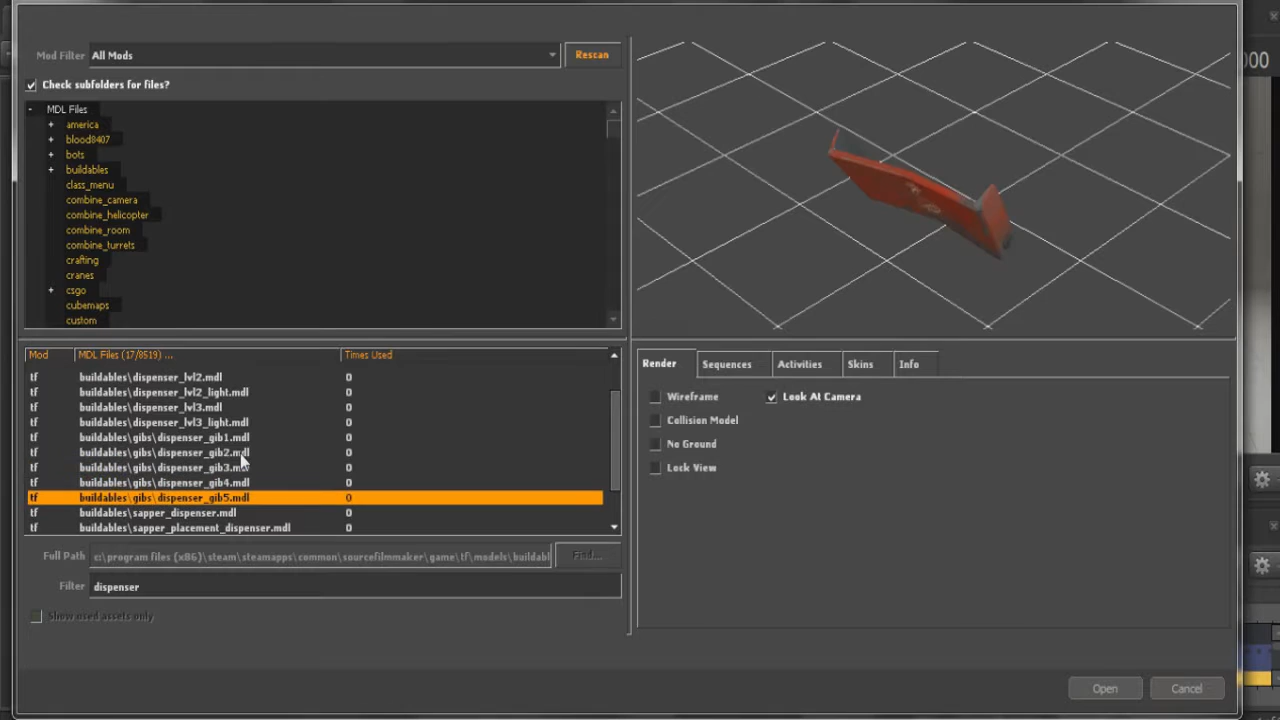 Mod Filter All Mods Rescan
Check subfolders for files?
- MDL Files
+ america
+ blood8407
+ bots
+ buildables
class_menu
combine_camera
combine_helicopter
combine_room
combine_turrets
crafting
cranes
+ csgo
cubemaps
custom
Mod MDL Files (17/8519) ... Times Used
tf buildables\dispenser_lvl2.mdl 0
tf buildables\dispenser_lvl2_light.mdl 0
tf buildables\dispenser_lvl3.mdl 0
tf buildables\dispenser_lvl3_light.mdl 0
tf buildables\gibs\dispenser_gib1.mdl 0
tf buildables\gibs\dispenser_gib2.mdl 0
tf buildables\gibs\dispenser_gib3.mdl 0
tf buildables\gibs\dispenser_gib4.mdl 0
tf buildables\gibs\dispenser_gib5.mdl 0
tf buildables\sapper_dispenser.mdl 0
tf buildables\sapper_placement_dispenser.mdl 0
Full Path c:\program files (x86)\steam\steamapps\common\sourcefilmmaker\game\tf\models\buildabl Find...
Filter dispenser
Show used assets only
Render Sequences Activities Skins Info
Wireframe Look At Camera
Collision Model
No Ground
Lock View
Open Cancel
000